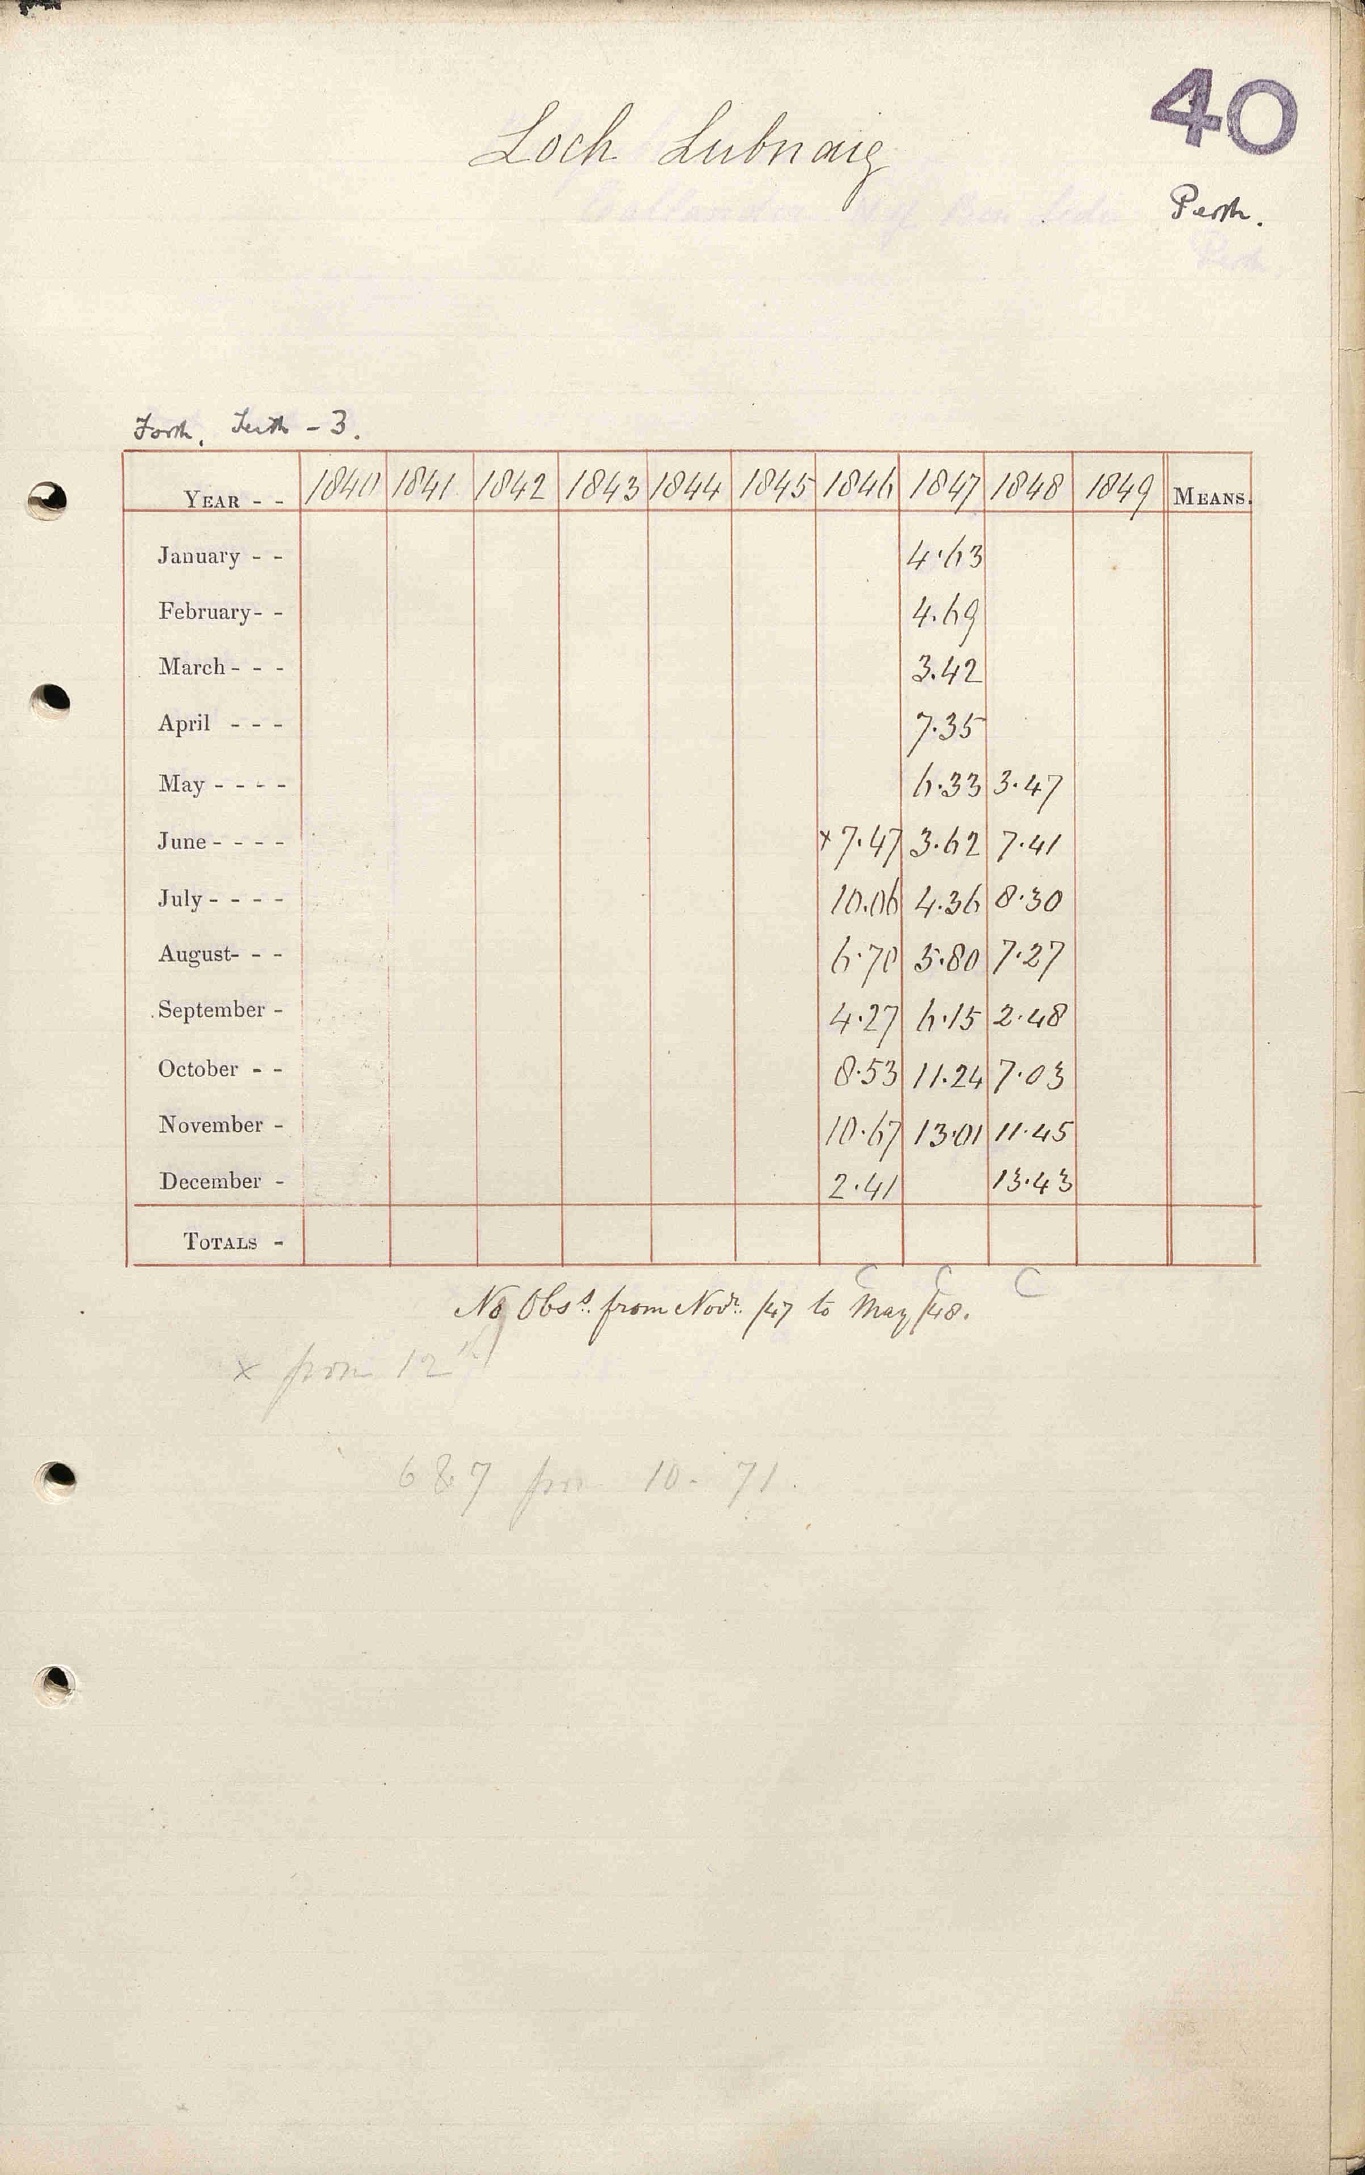 40
Loch Lubnaig
Perth.
Forth. Teith - 3.
YEAR - - 1840 1841 1842 1843 1844 1845 1846 1847 1848 1849 MEANS.
January - - 4.63
February - - 4.69
March - - - 3.42
April - - - 7.35
May - - - - 6.33 3.47
June - - - - x 7.47 3.62 7.41
July - - - - 10.06 4.36 8.30
August - - - 6.70 5.80 7.27
September - 4.27 6.15 2.48
October - - 8.53 11.24 7.03
November - 10.67 13.01 11.45
December - 2.41 13.43
TOTALS -
C C C
No Obss. from Novr. /47 to May /48.
x from 12th
687 for 10.71.